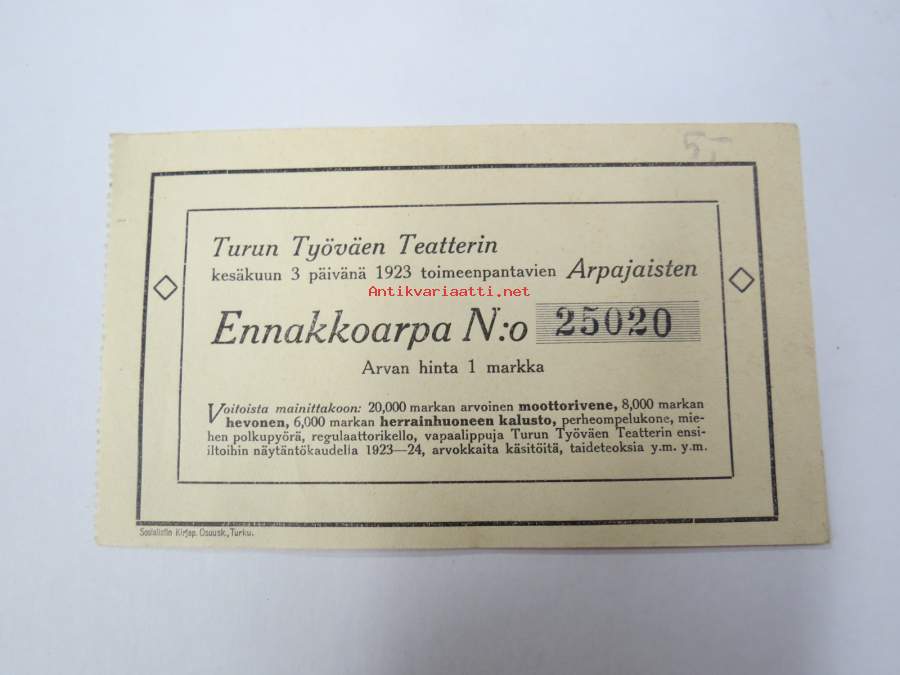 5,-
Turun Työväen Teatterin
kesäkuun 3 päivänä 1923 toimeenpantavien Arpajaisten
Antikvariaatti.net
Ennakkoarpa N:o 25020
Arvan hinta 1 markka
Voitoista mainittakoon: 20,000 markan arvoinen moottorivene, 8,000 markan
hevonen, 6,000 markan herrainhuoneen kalusto, perheompelukone, mie-
hen polkupyörä, regulaattorikello, vapaalippuja Turun Työväen Teatterin ensi-
iltoihin näytäntökaudella 1923—24, arvokkaita käsitöitä, taideteoksia y.m. y.m.
Sosialistin Kirjap. Osuusk., Turku.